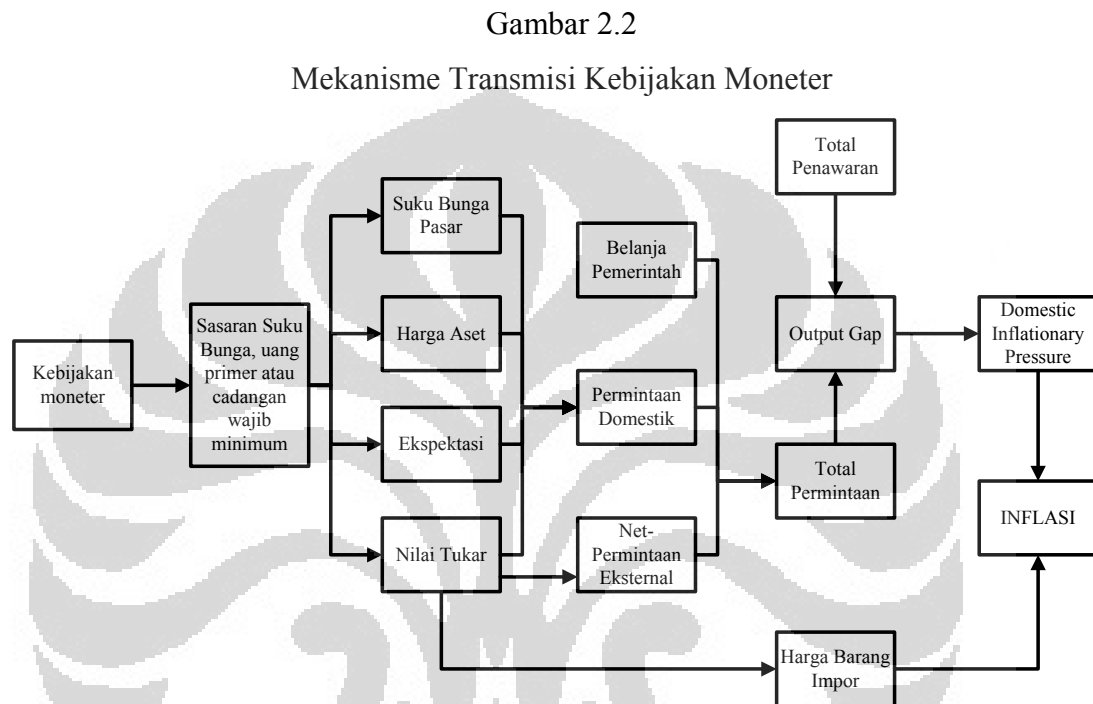 Gambar 2.2
Mekanisme Transmisi Kebijakan Moneter
Kebijakan
moneter
Sasaran Suku
Bunga, uang
primer atau
cadangan
wajib
minimum
Suku Bunga
Pasar
Harga Aset
Ekspektasi
Nilai Tukar
Belanja
Pemerintah
Permintaan
Domestik
Net-
Permintaan
Eksternal
Total
Penawaran
Output Gap
Total
Permintaan
Harga Barang
Impor
Domestic
Inflationary
Pressure
INFLASI